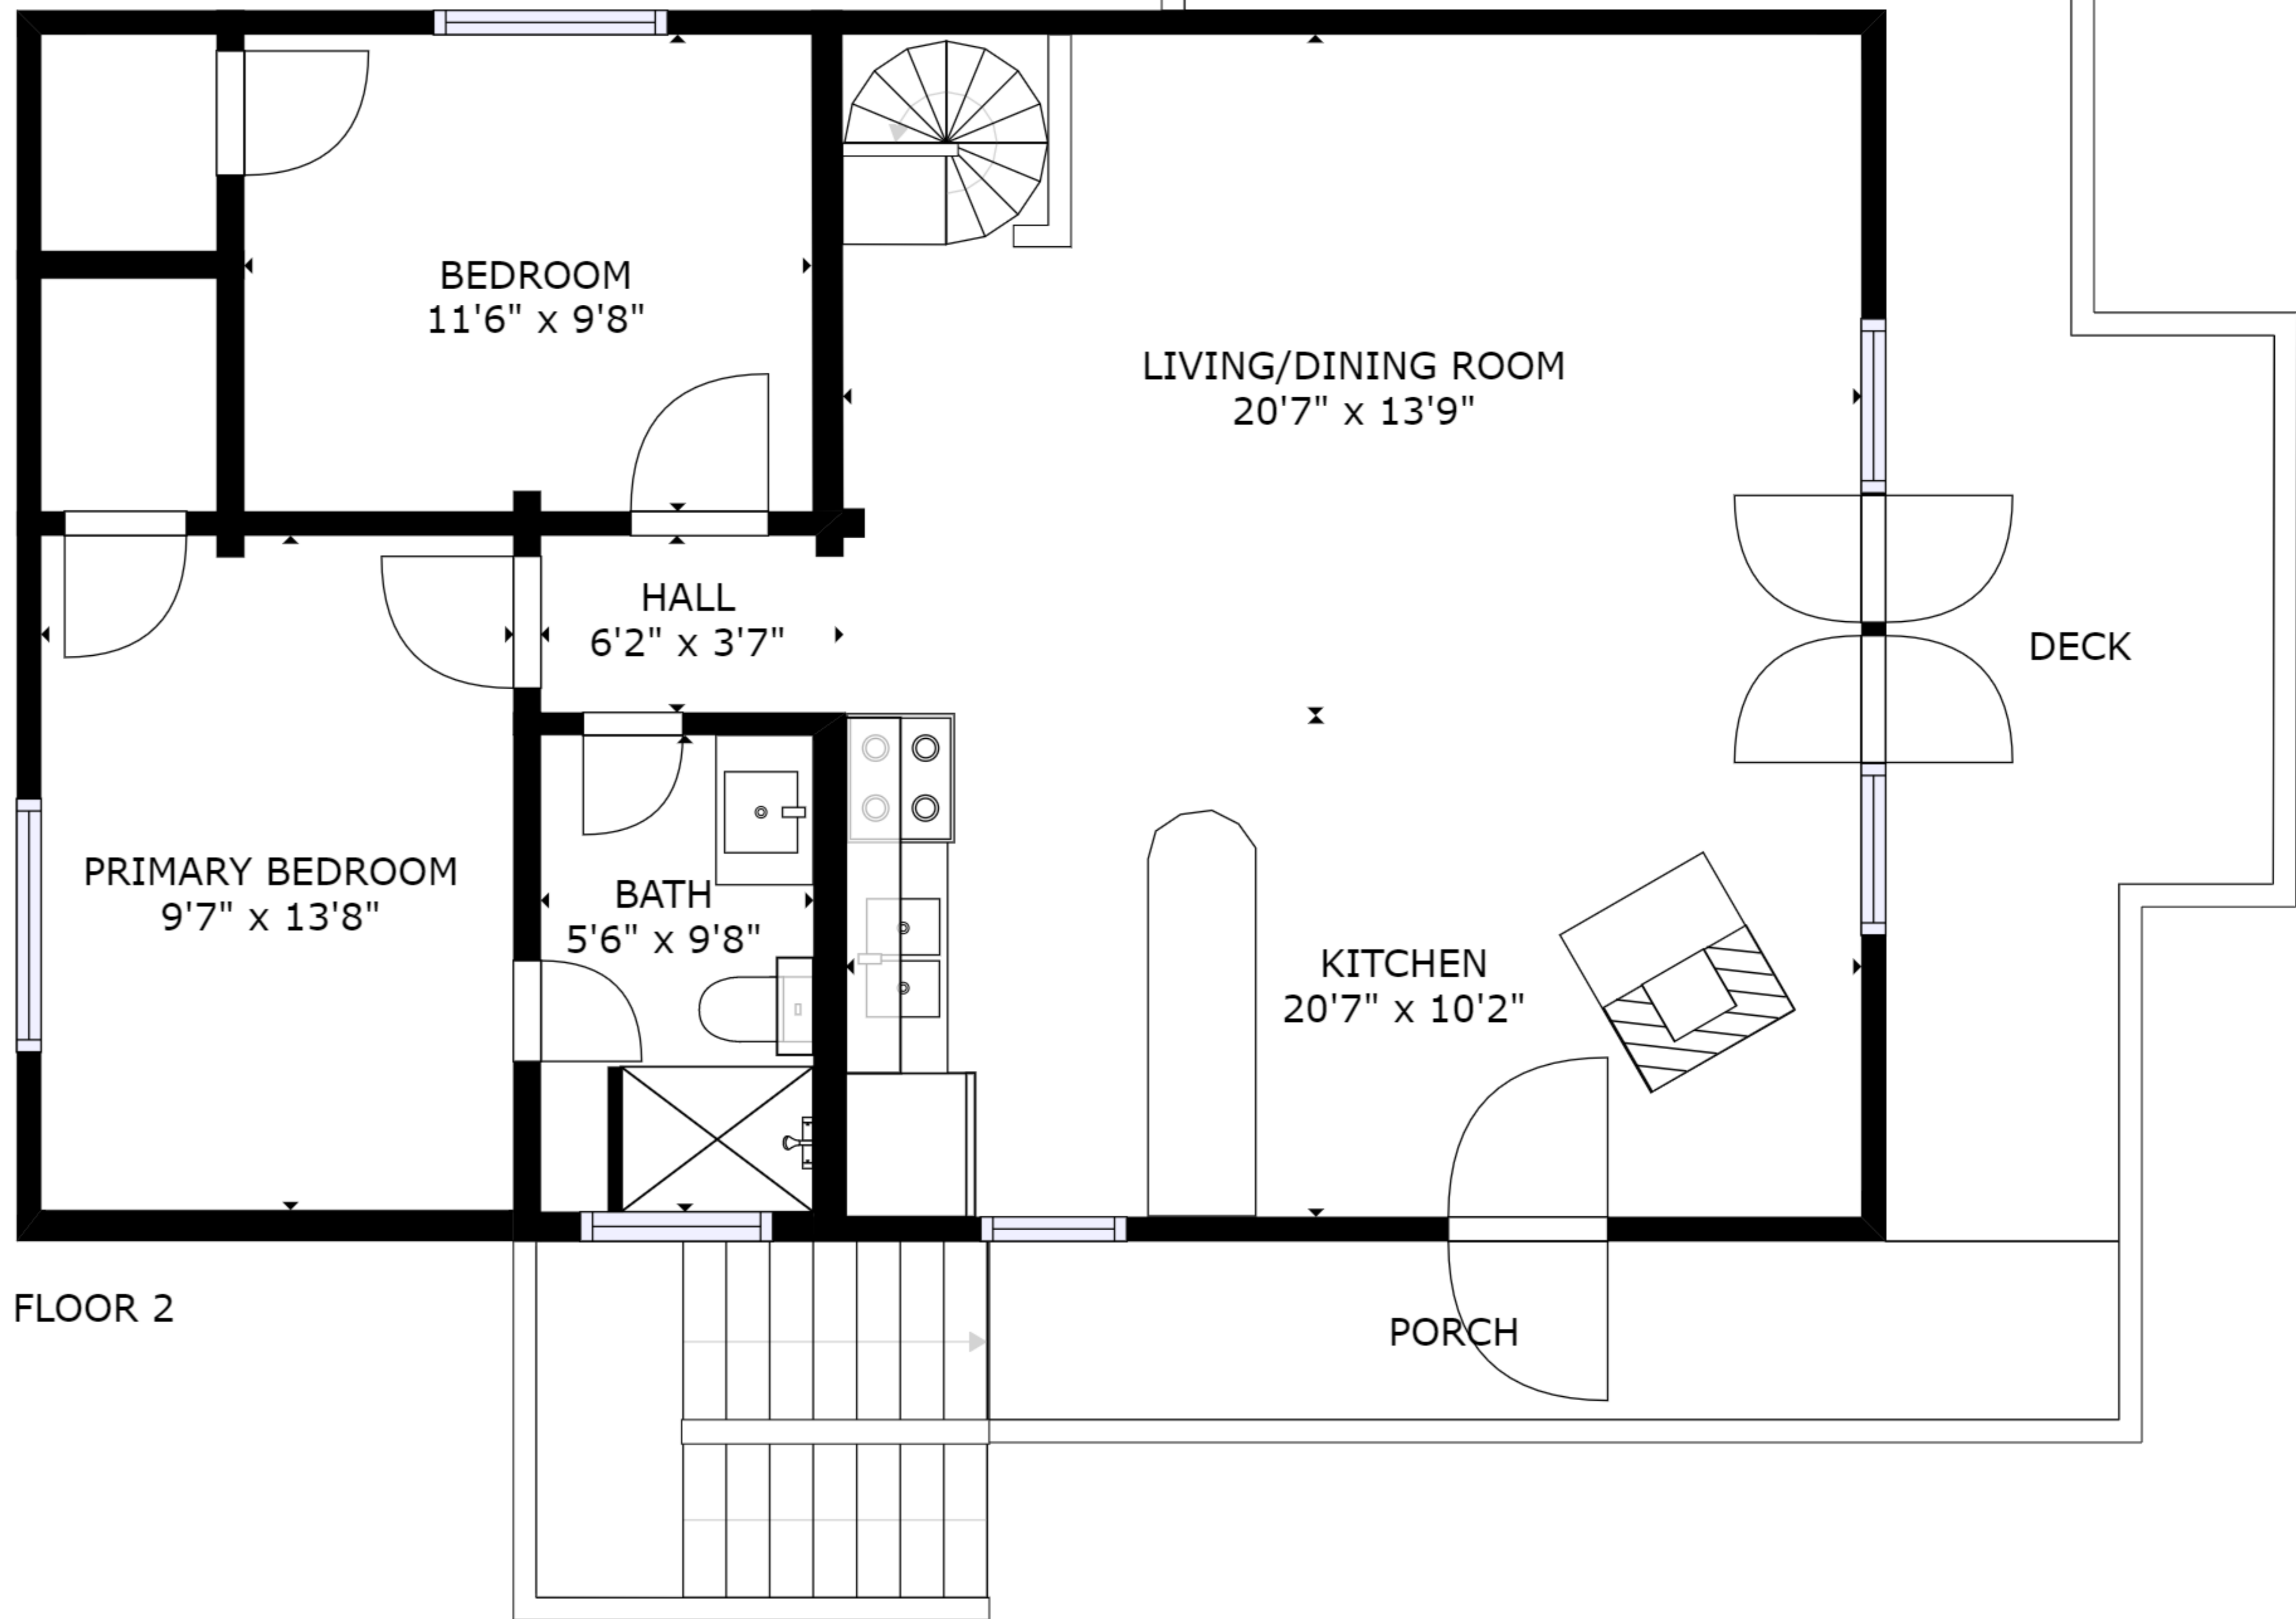 BEDROOM
11'6" x 9'8"
LIVING/DINING ROOM
20'7" x 13'9"
HALL
6'2" x 3'7"
DECK
PRIMARY BEDROOM
9'7" x 13'8"
BATH
5'6" x 9'8"
KITCHEN
20'7" x 10'2"
FLOOR 2
PORCH